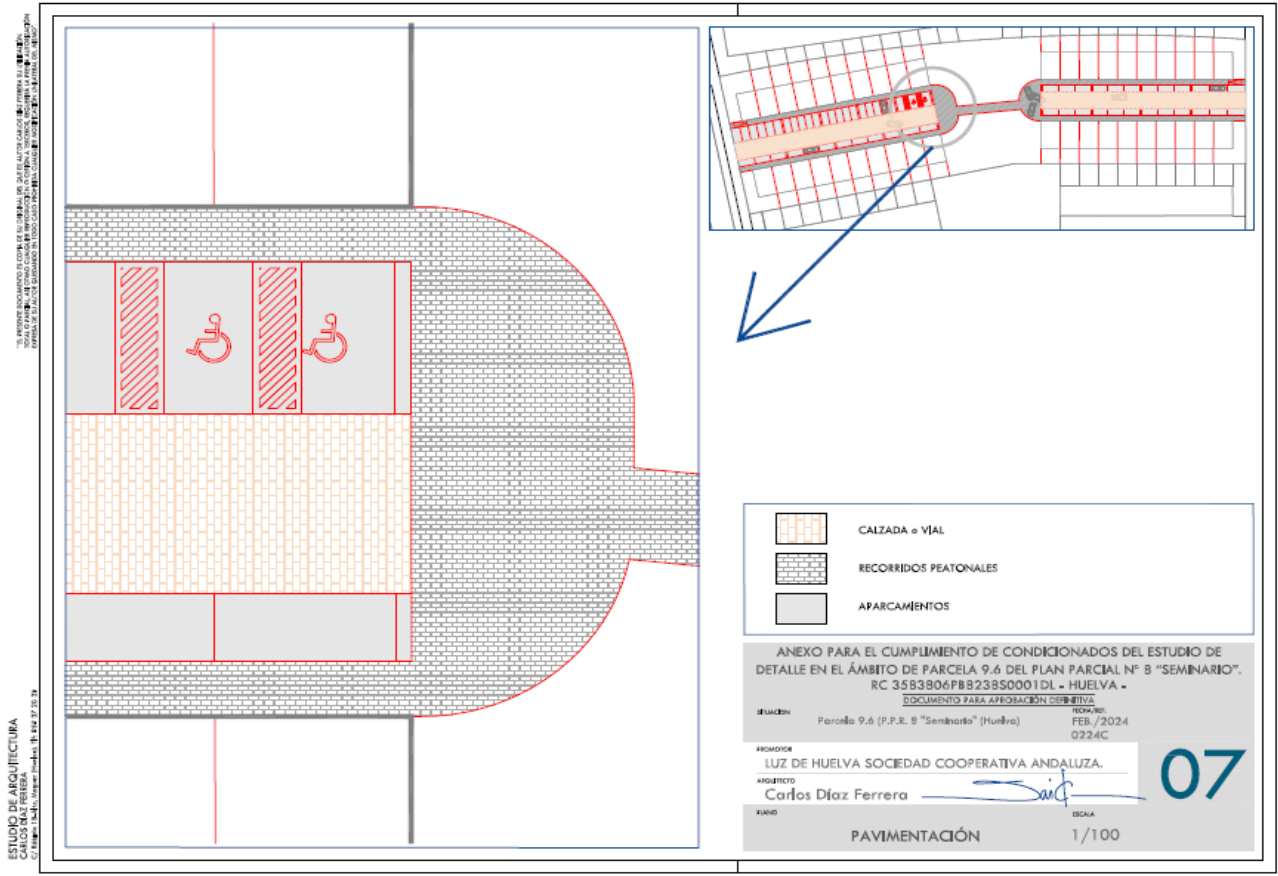 CALZADA o VIAL
RECORRIDOS PEATONALES
APARCAMIENTOS
ANEXO PARA EL CUMPLIMIENTO DE CONDICIONADOS DEL ESTUDIO DE
DETALLE EN EL ÁMBITO DE PARCELA 9.6 DEL PLAN PARCIAL Nº 8 "SEMINARIO".
RC 3583806PB8238S0001DL - HUELVA -
DOCUMENTO PARA APROBACIÓN DEFINITIVA
SITUACIÓN
Parcela 9.6 (P.P.R. 8 "Seminario" (Huelva)
FECHA/REF.
FEB./2024
0224C
PROMOTOR
LUZ DE HUELVA SOCIEDAD COOPERATIVA ANDALUZA.
ARQUITECTO
Carlos Díaz Ferrera
07
PLANO
PAVIMENTACIÓN
ESCALA
1/100
ESTUDIO DE ARQUITECTURA
CARLOS DÍAZ FERRERA